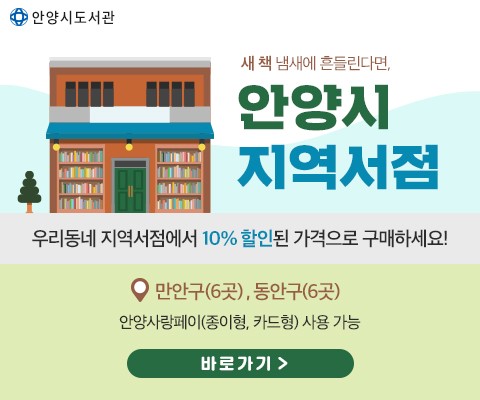 안양시도서관
새 책 냄새에 흔들린다면,
안양시
지역서점
우리동네 지역서점에서 10% 할인된 가격으로 구매하세요!
만안구(6곳) , 동안구(6곳)
안양사랑페이(종이형, 카드형) 사용 가능
바로가기 >